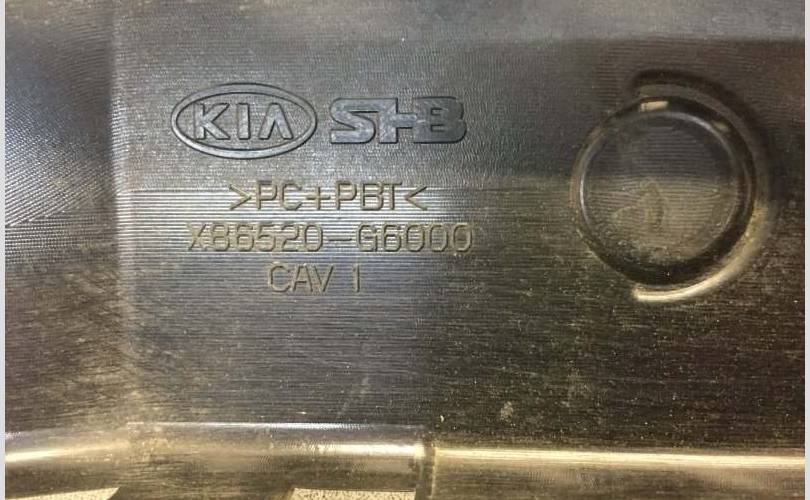 KIA SHB
>PC+PBT<
X86520-G6000
CAV 1